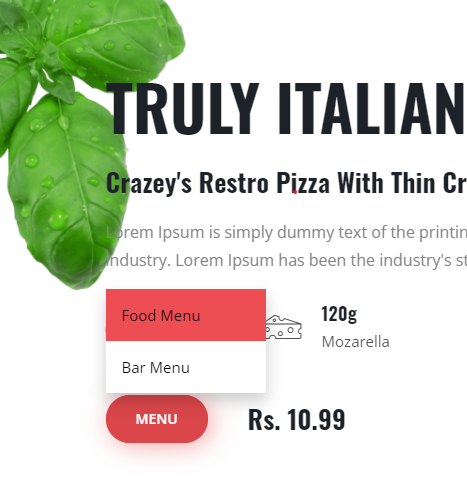 TRULY ITALIAN
Crazey's Restro Pizza With Thin Cr
Lorem Ipsum is simply dummy text of the printin
industry. Lorem Ipsum has been the industry's st
Food Menu
120g
Mozarella
Bar Menu
MENU
Rs. 10.99